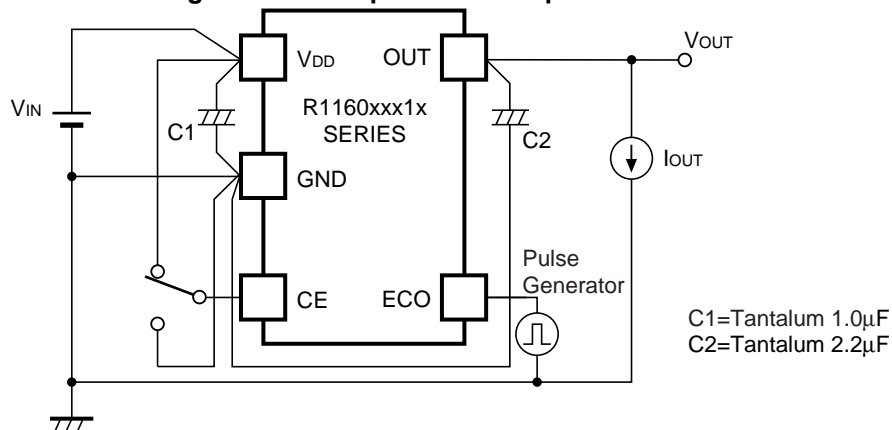 VDD
OUT
VOUT
VIN
C1
R1160xxx1x
SERIES
C2
IOUT
GND
Pulse
Generator
CE
ECO
C1=Tantalum 1.0μF
C2=Tantalum 2.2μF